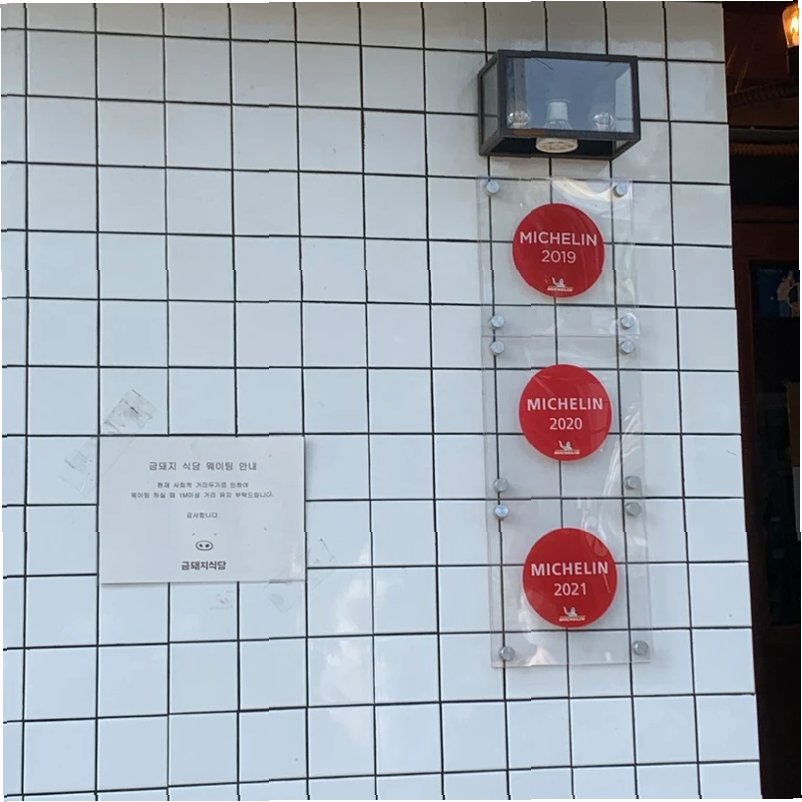 MICHELIN
2019
MICHELIN
MICHELIN
2020
MICHELIN
MICHELIN
2021
MICHELIN
금돼지 식당 웨이팅 안내
현재 사회적 거리두기로 인하여
웨이팅 하실 때 1M이상 거리 유지 부탁드립니다.
감사합니다.
금돼지식당